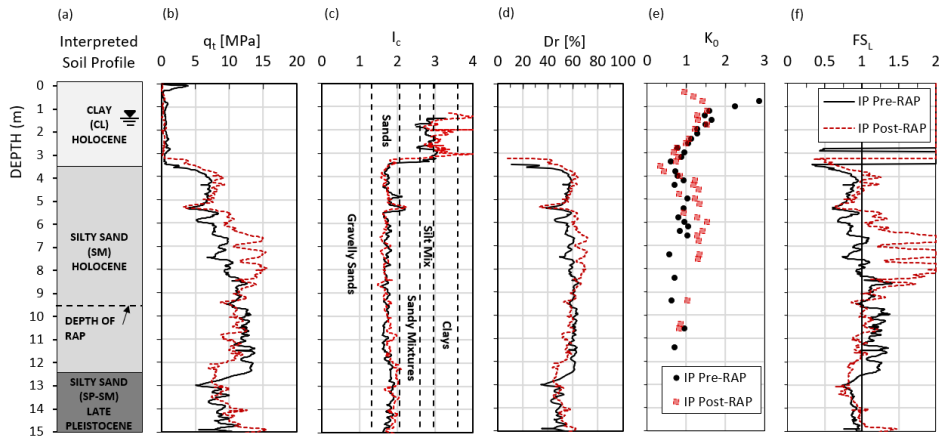 (a)
(b)
(c)
(d)
(e)
(f)
Interpreted
Soil Profile
qt [MPa]
Ic
Dr [%]
K0
FSL
0 5 10 15 20
0 1 2 3 4
0 20 40 60 80 100
0 1 2 3
0 0.5 1 1.5 2
DEPTH (m)
0
1
2
3
4
5
6
7
8
9
10
11
12
13
14
15
CLAY
(CL)
HOLOCENE
SILTY SAND
(SM)
HOLOCENE
DEPTH OF
RAP
SILTY SAND
(SP-SM)
LATE
PLEISTOCENE
Gravelly Sands
Sands
Sandy Mixtures
Silt Mix
Clays
IP Pre-RAP
IP Post-RAP
IP Pre-RAP
IP Post-RAP